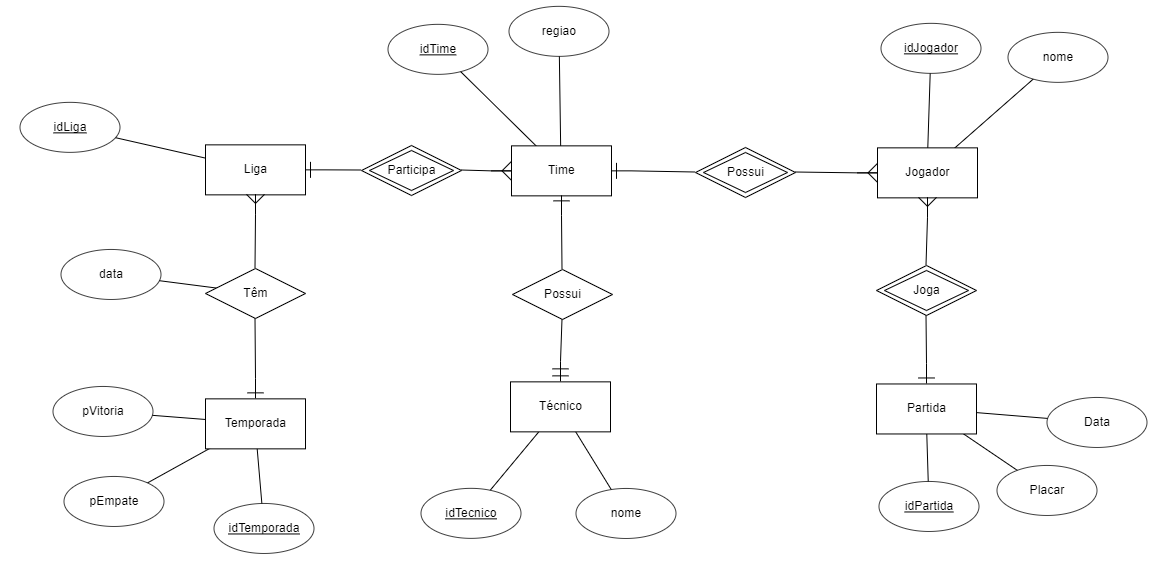 idTime
regiao
idJogador
nome
idLiga
Liga
Participa
Time
Possui
Jogador
data
Têm
Possui
Joga
pVitoria
Temporada
Técnico
Partida
Data
pEmpate
idTemporada
idTecnico
nome
idPartida
Placar